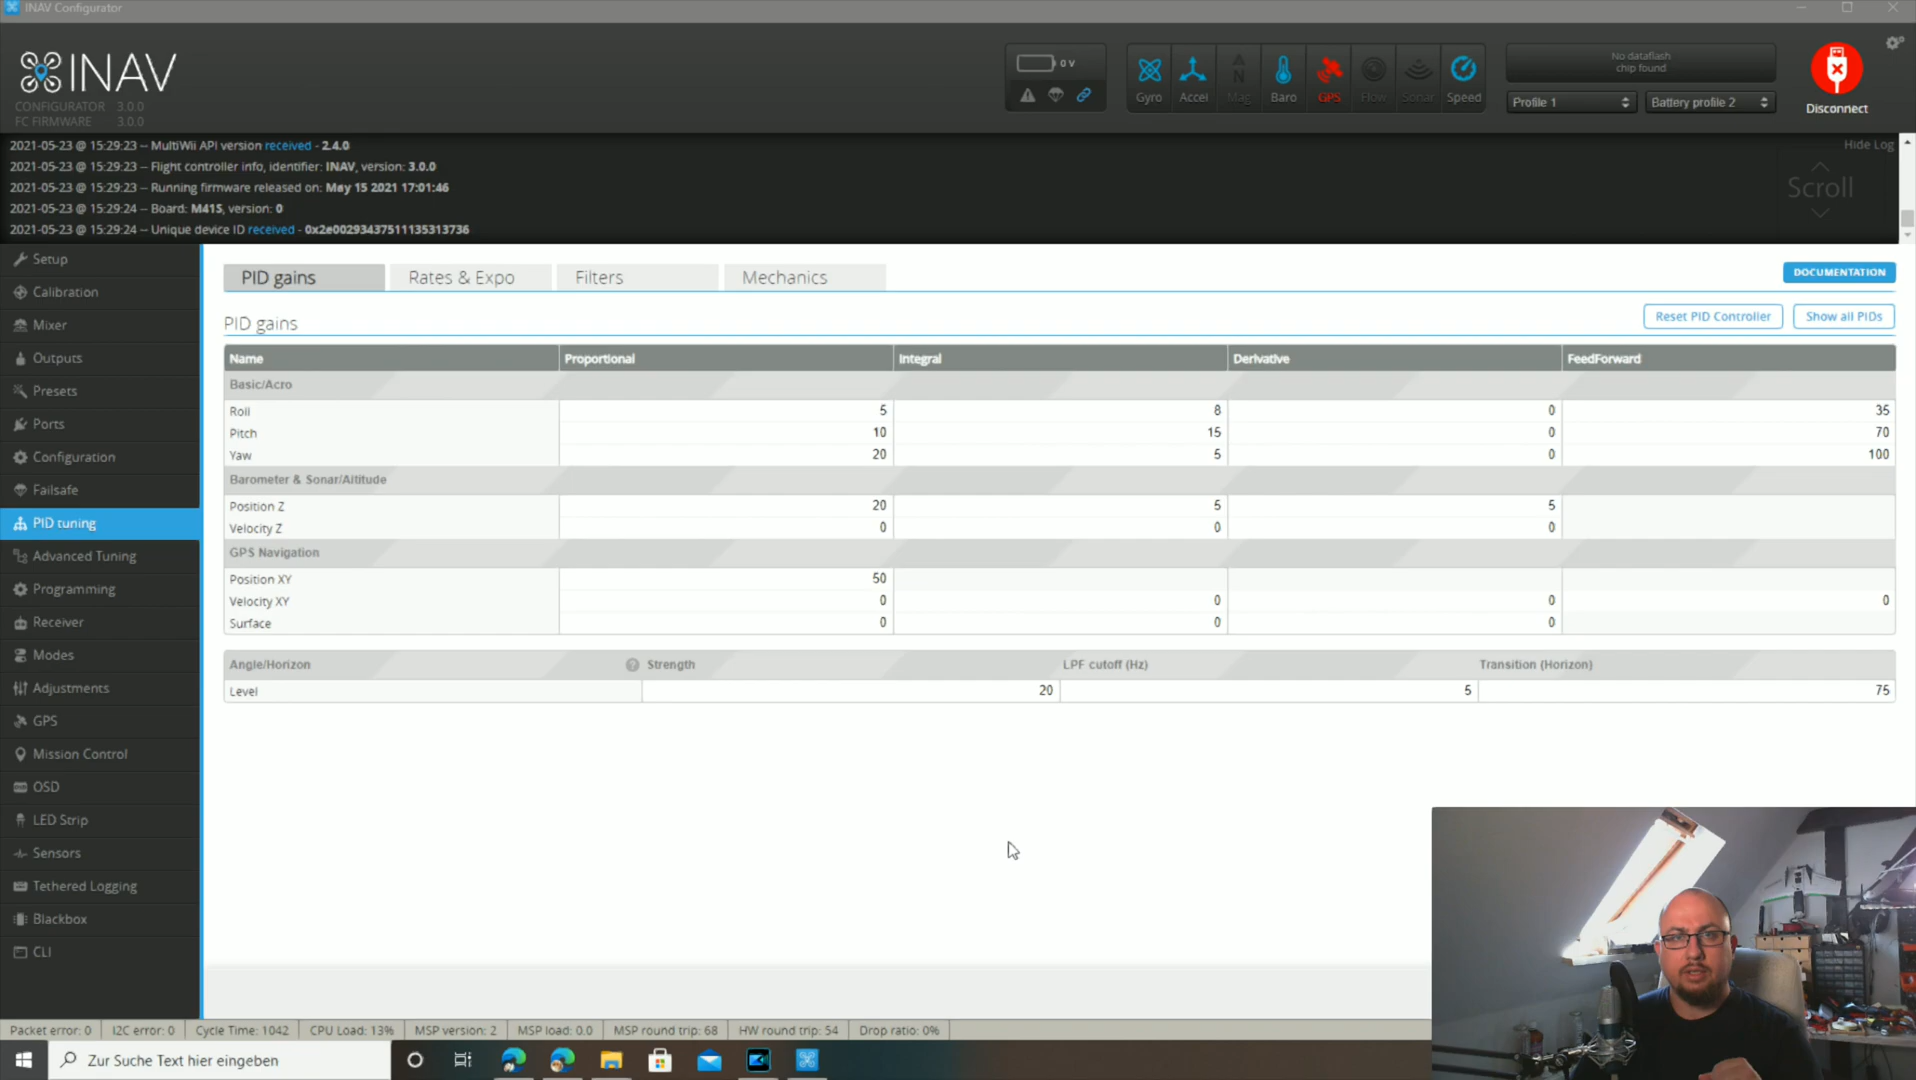 INAV Configurator
INAV
CONFIGURATOR 3.0.0
FC FIRMWARE 3.0.0
0 V
Gyro Accel Mag Baro GPS Flow Sonar Speed
No dataflash
chip found
Profile 1 Battery profile 2
Disconnect
2021-05-23 @ 15:29:23 -- MultiWii API version received - 2.4.0
Hide Log
2021-05-23 @ 15:29:23 -- Flight controller info, identifier: INAV, version: 3.0.0
2021-05-23 @ 15:29:23 -- Running firmware released on: May 15 2021 17:01:46
Scroll
2021-05-23 @ 15:29:24 -- Board: M41S, version: 0
2021-05-23 @ 15:29:24 -- Unique device ID received - 0x2e00293437511135313736
Setup
Calibration
Mixer
Outputs
Presets
Ports
Configuration
Failsafe
PID tuning
Advanced Tuning
Programming
Receiver
Modes
Adjustments
GPS
Mission Control
OSD
LED Strip
Sensors
Tethered Logging
Blackbox
CLI
PID gains Rates & Expo Filters Mechanics
DOCUMENTATION
PID gains
Reset PID Controller Show all PIDs
Name Proportional Integral Derivative FeedForward
Basic/Acro
Roll 5 8 0 35
Pitch 10 15 0 70
Yaw 20 5 0 100
Barometer & Sonar/Altitude
Position Z 20 5 5
Velocity Z 0 0 0
GPS Navigation
Position XY 50
Velocity XY 0 0 0 0
Surface 0 0 0
Angle/Horizon ? Strength LPF cutoff (Hz) Transition (Horizon)
Level 20 5 75
Packet error: 0 I2C error: 0 Cycle Time: 1042 CPU Load: 13% MSP version: 2 MSP load: 0.0 MSP round trip: 68 HW round trip: 54 Drop ratio: 0%
Zur Suche Text hier eingeben